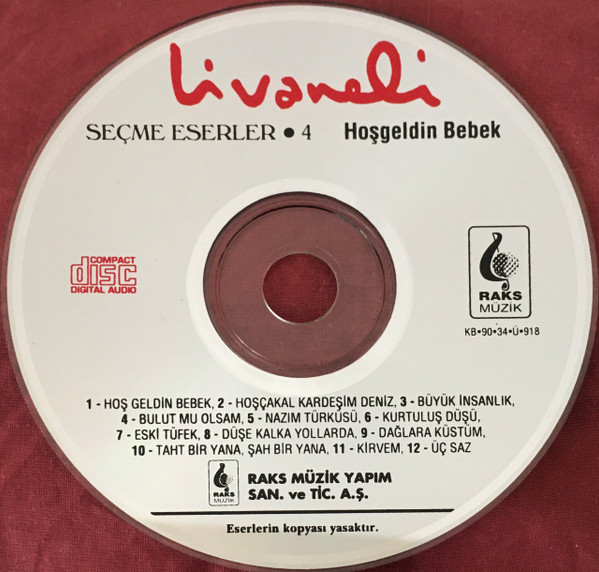 Livaneli
SEÇME ESERLER • 4 Hoşgeldin Bebek
COMPACT
disc
DIGITAL AUDIO
RAKS
MÜZİK
KB•90•34•Ü•918
1 - HOŞ GELDİN BEBEK, 2 - HOŞÇAKAL KARDEŞİM DENİZ, 3 - BÜYÜK İNSANLIK,
4 - BULUT MU OLSAM, 5 - NAZIM TÜRKÜSÜ, 6 - KURTULUŞ DÜŞÜ,
7 - ESKİ TÜFEK, 8 - DÜŞE KALKA YOLLARDA, 9 - DAĞLARA KÜSTÜM,
10 - TAHT BİR YANA, ŞAH BİR YANA, 11 - KİRVEM, 12 - ÜÇ SAZ
RAKS
MÜZİK
RAKS MÜZİK YAPIM
SAN. ve TİC. A.Ş.
Eserlerin kopyası yasaktır.